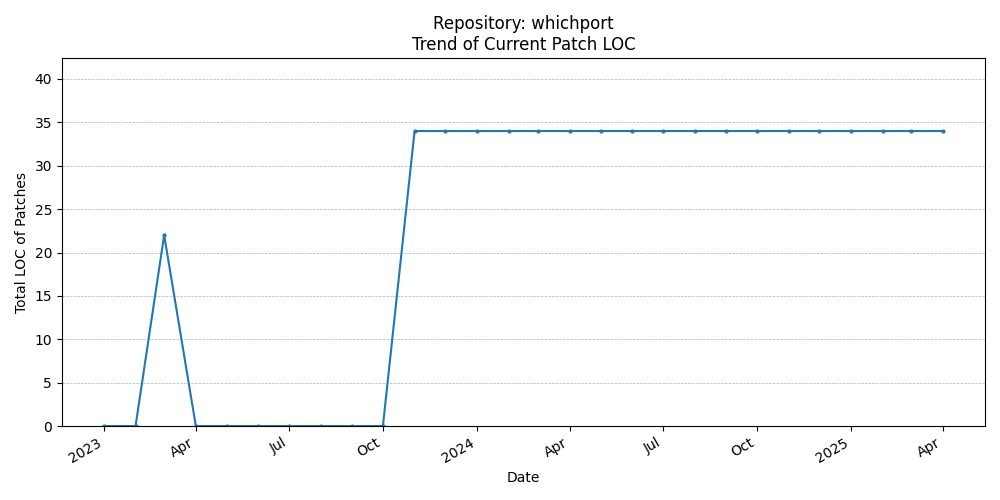 Repository: whichport
Trend of Current Patch LOC
Total LOC of Patches
40
35
30
25
20
15
10
5
0
2023
Apr
Jul
Oct
2024
Apr
Jul
Oct
2025
Apr
Date